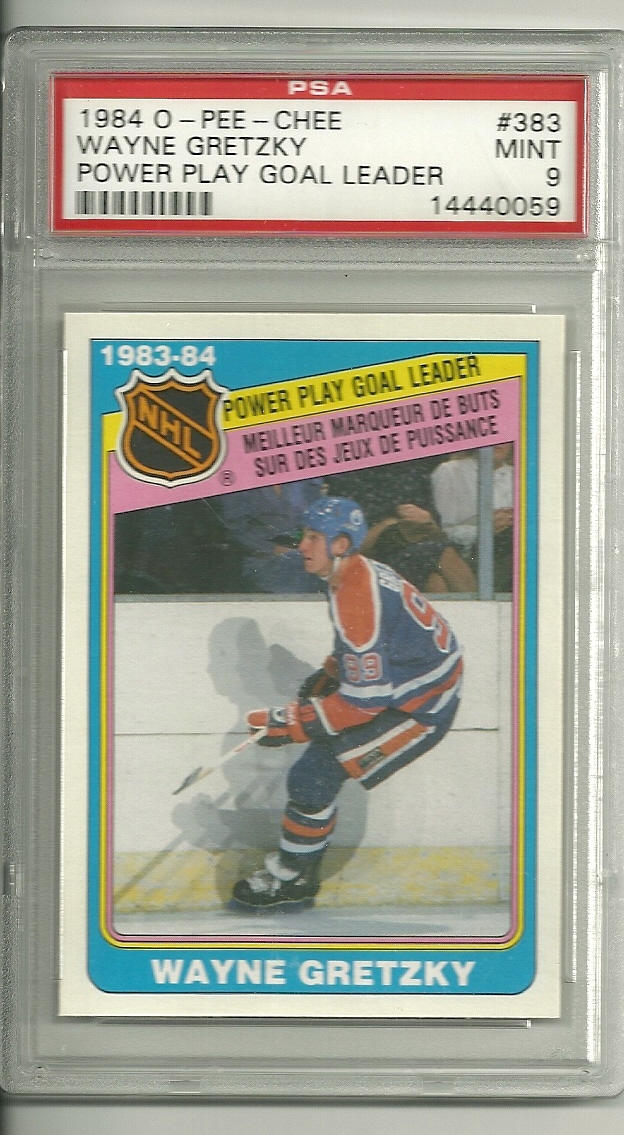 PSA
1984 O-PEE-CHEE #383
WAYNE GRETZKY MINT
POWER PLAY GOAL LEADER 9
14440059
1983-84
NHL
®
POWER PLAY GOAL LEADER
MEILLEUR MARQUEUR DE BUTS
SUR DES JEUX DE PUISSANCE
99
99
WAYNE GRETZKY